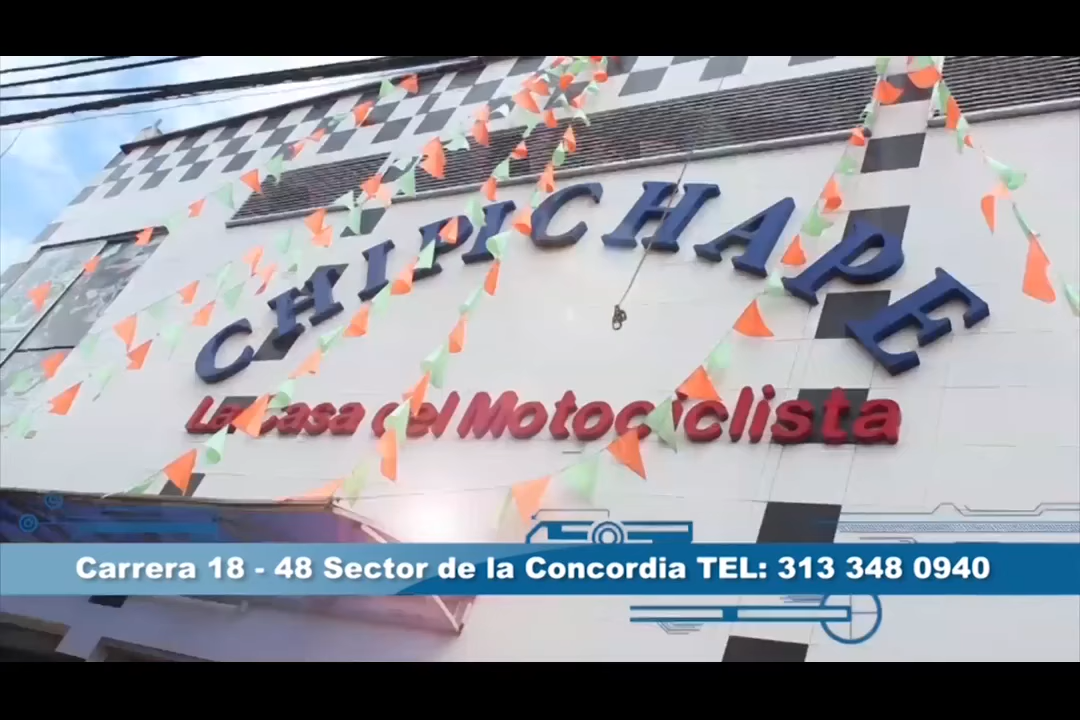 CHIPICHAPE
La Casa del Motociclista
Carrera 18 - 48 Sector de la Concordia TEL: 313 348 0940